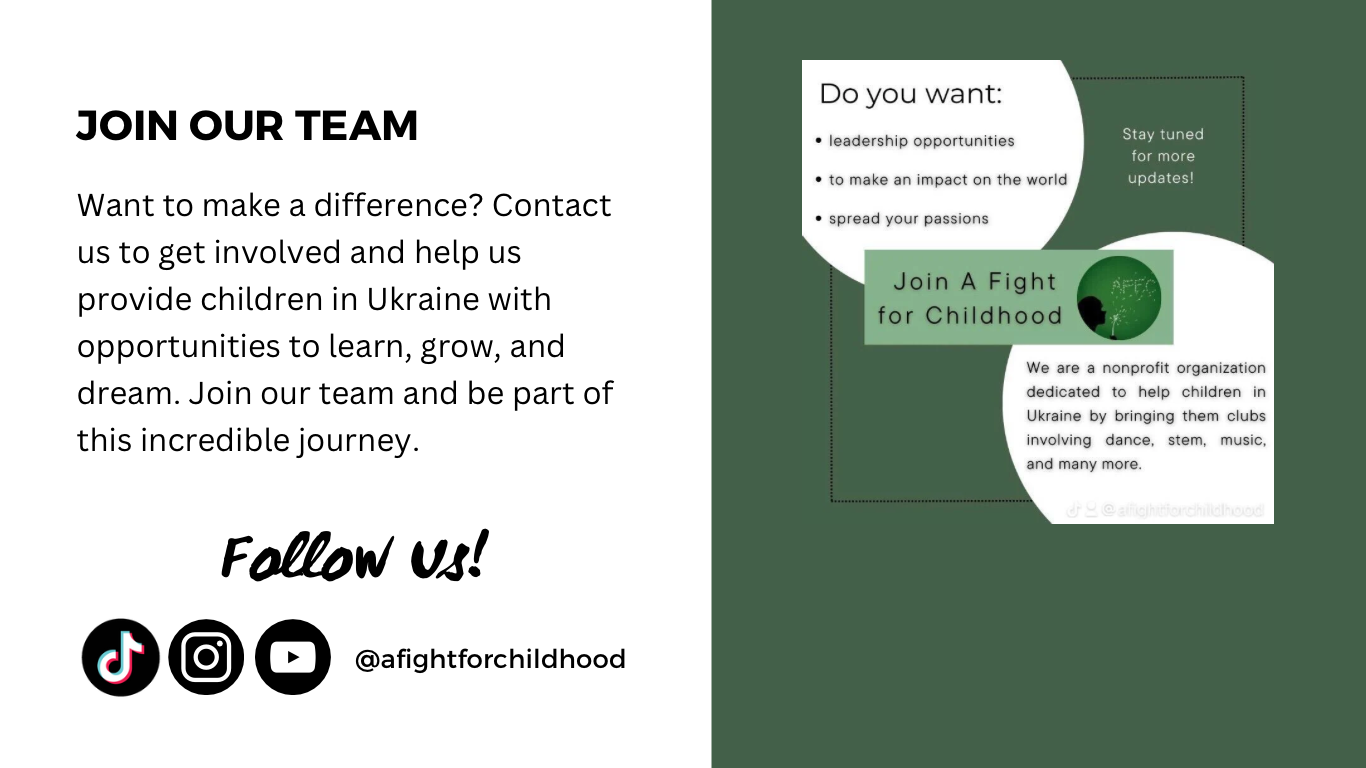 JOIN OUR TEAM
Want to make a difference? Contact
us to get involved and help us
provide children in Ukraine with
opportunities to learn, grow, and
dream. Join our team and be part of
this incredible journey.
Follow us!
@afightforchildhood
Do you want:
• leadership opportunities
• to make an impact on the world
• spread your passions
Stay tuned
for more
updates!
Join A Fight
for Childhood
AFFC
We are a nonprofit organization
dedicated to help children in
Ukraine by bringing them clubs
involving dance, stem, music,
and many more.
@afightforchildhood